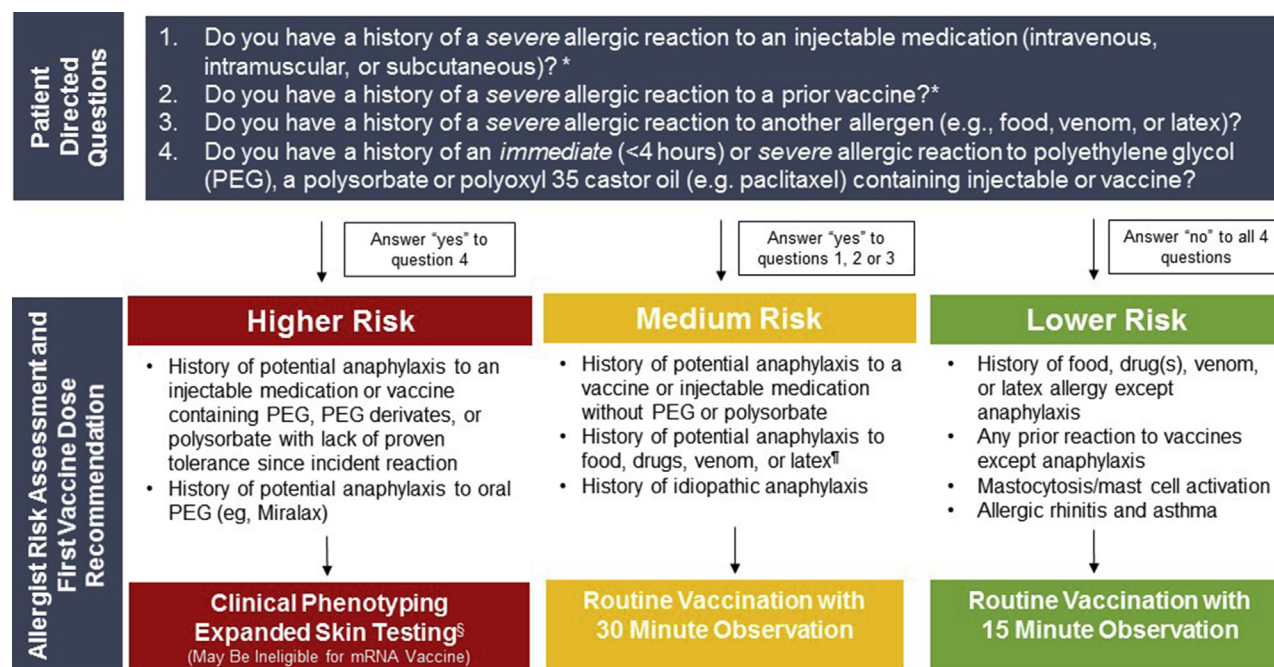 Patient
Directed
Questions
1. Do you have a history of a severe allergic reaction to an injectable medication (intravenous,
intramuscular, or subcutaneous)? *
2. Do you have a history of a severe allergic reaction to a prior vaccine?*
3. Do you have a history of a severe allergic reaction to another allergen (e.g., food, venom, or latex)?
4. Do you have a history of an immediate (<4 hours) or severe allergic reaction to polyethylene glycol
(PEG), a polysorbate or polyoxyl 35 castor oil (e.g. paclitaxel) containing injectable or vaccine?
Answer “yes” to
question 4
Answer “yes” to
questions 1, 2 or 3
Answer “no” to all 4
questions
Allergist Risk Assessment and
First Vaccine Dose
Recommendation
Higher Risk
• History of potential anaphylaxis to an
injectable medication or vaccine
containing PEG, PEG derivates, or
polysorbate with lack of proven
tolerance since incident reaction
• History of potential anaphylaxis to oral
PEG (eg, Miralax)
Clinical Phenotyping
Expanded Skin Testing§
(May Be Ineligible for mRNA Vaccine)
Medium Risk
• History of potential anaphylaxis to a
vaccine or injectable medication
without PEG or polysorbate
• History of potential anaphylaxis to
food, drugs, venom, or latex¶
• History of idiopathic anaphylaxis
Routine Vaccination with
30 Minute Observation
Lower Risk
• History of food, drug(s), venom,
or latex allergy except
anaphylaxis
• Any prior reaction to vaccines
except anaphylaxis
• Mastocytosis/mast cell activation
• Allergic rhinitis and asthma
Routine Vaccination with
15 Minute Observation